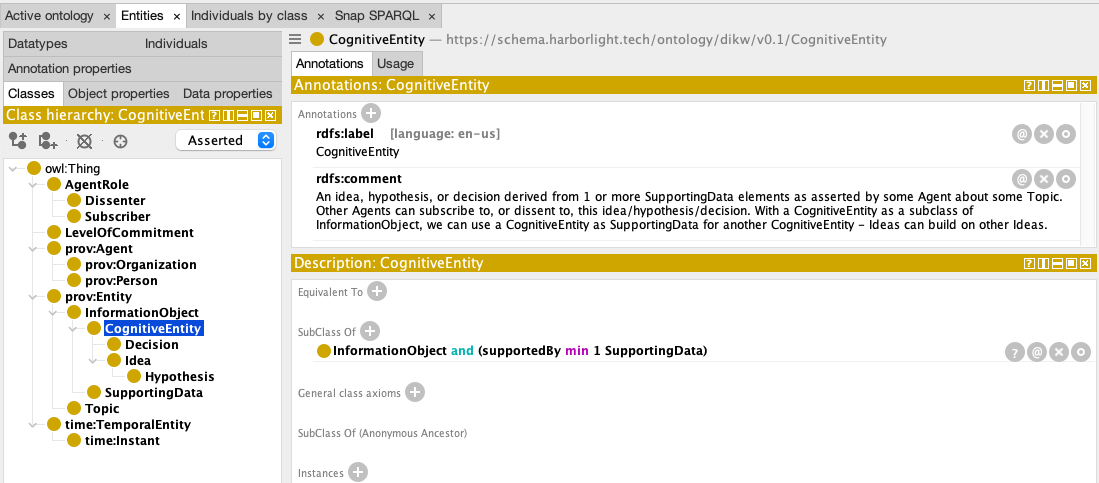 Active ontology × Entities × Individuals by class × Snap SPARQL ×
Datatypes Individuals
Annotation properties
Classes Object properties Data properties
Class hierarchy: CognitiveEnt
Asserted
owl:Thing
AgentRole
Dissenter
Subscriber
LevelOfCommitment
prov:Agent
prov:Organization
prov:Person
prov:Entity
InformationObject
CognitiveEntity
Decision
Idea
Hypothesis
SupportingData
Topic
time:TemporalEntity
time:Instant
CognitiveEntity — https://schema.harborlight.tech/ontology/dikw/v0.1/CognitiveEntity
Annotations Usage
Annotations: CognitiveEntity
Annotations
rdfs:label [language: en-us]
CognitiveEntity
rdfs:comment
An idea, hypothesis, or decision derived from 1 or more SupportingData elements as asserted by some Agent about some Topic.
Other Agents can subscribe to, or dissent to, this idea/hypothesis/decision. With a CognitiveEntity as a subclass of
InformationObject, we can use a CognitiveEntity as SupportingData for another CognitiveEntity - Ideas can build on other Ideas.
Description: CognitiveEntity
Equivalent To
SubClass Of
InformationObject and (supportedBy min 1 SupportingData)
General class axioms
SubClass Of (Anonymous Ancestor)
Instances